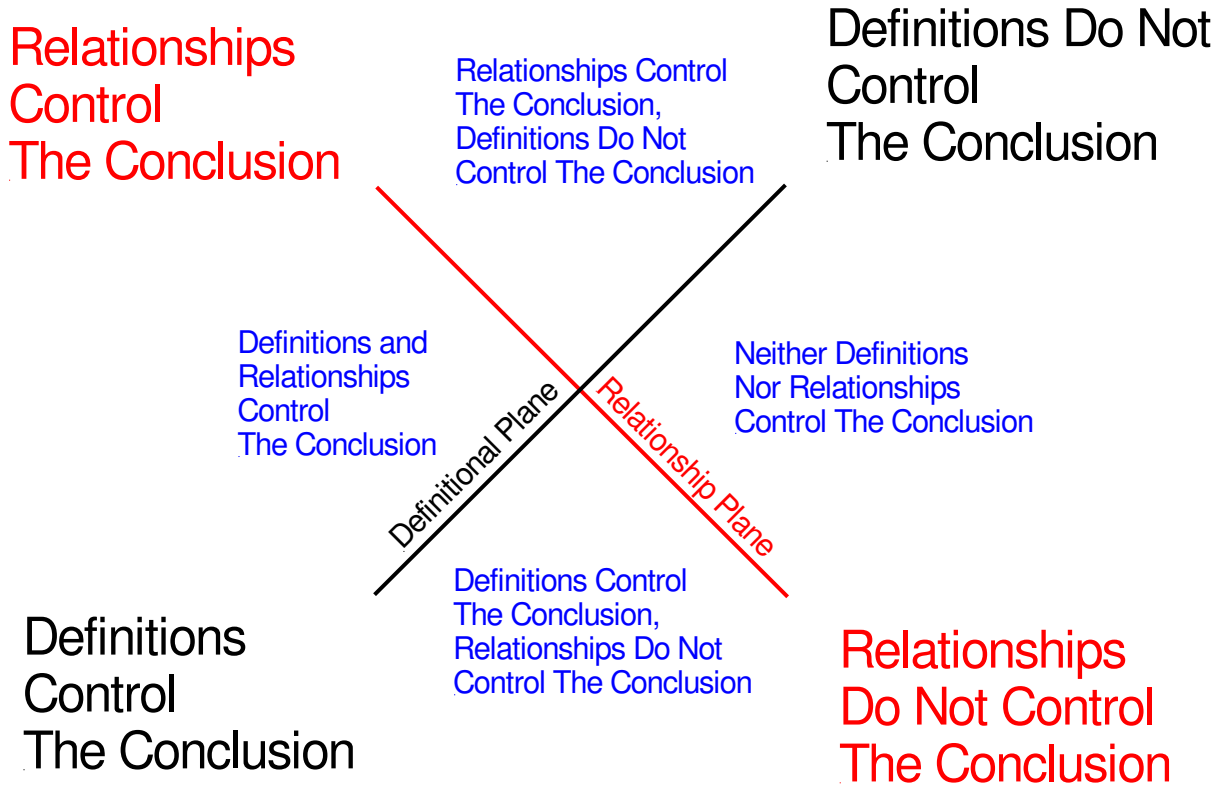 Relationships
Control
The Conclusion
Relationships Control
The Conclusion,
Definitions Do Not
Control The Conclusion
Definitions Do Not
Control
The Conclusion
Definitions and
Relationships
Control
The Conclusion
Definitional Plane
Relationship Plane
Neither Definitions
Nor Relationships
Control The Conclusion
Definitions
Control
The Conclusion
Definitions Control
The Conclusion,
Relationships Do Not
Control The Conclusion
Relationships
Do Not Control
The Conclusion